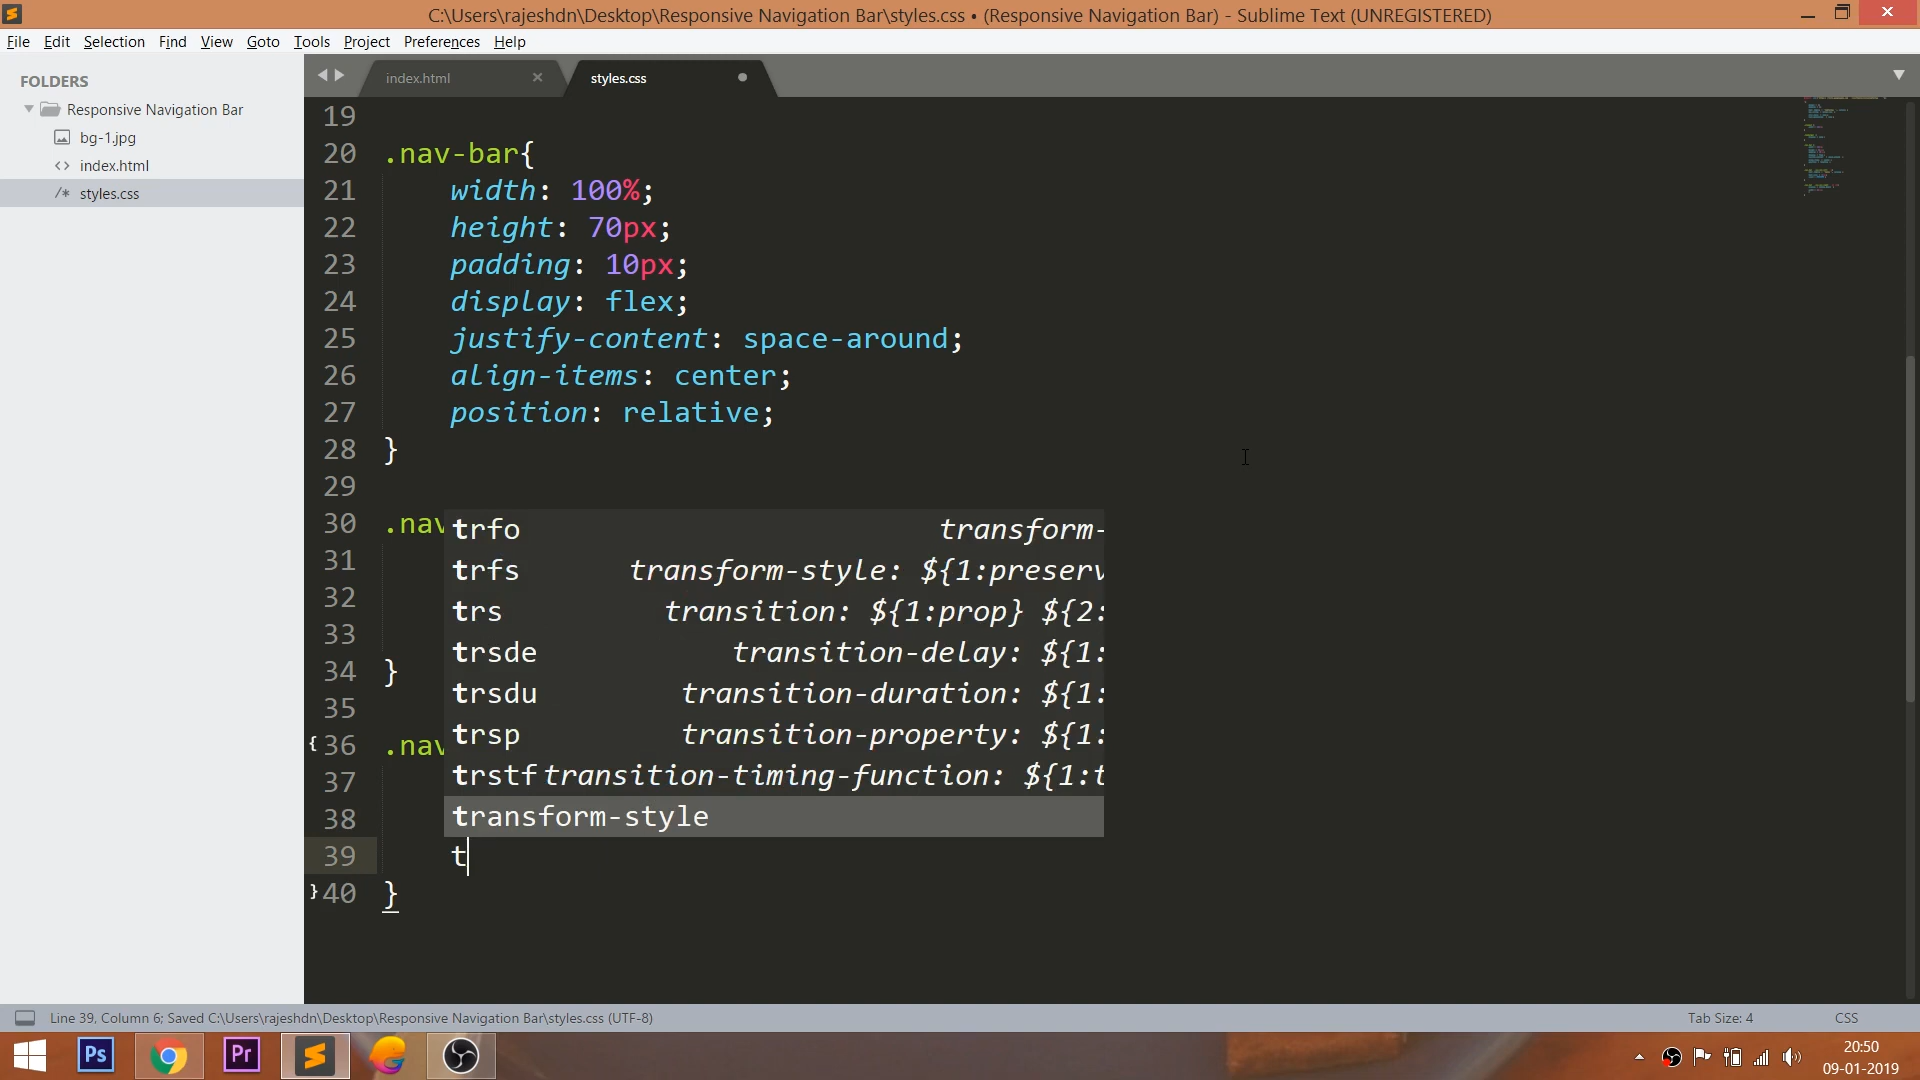 C:\Users\rajeshdn\Desktop\Responsive Navigation Bar\styles.css • (Responsive Navigation Bar) - Sublime Text (UNREGISTERED)
File Edit Selection Find View Goto Tools Project Preferences Help
FOLDERS
Responsive Navigation Bar
bg-1.jpg
<> index.html
/* styles.css
index.html
styles.css
19
20 .nav-bar{
21 width: 100%;
22 height: 70px;
23 padding: 10px;
24 display: flex;
25 justify-content: space-around;
26 align-items: center;
27 position: relative;
28 }
29
30 .nav
31
32
33
34 }
35
{ 36 .nav
37
38
39 t
} 40 }
trfo transform-
trfs transform-style: ${1:preserv
trs transition: ${1:prop} ${2:
trsde transition-delay: ${1:
trsdu transition-duration: ${1:
trsp transition-property: ${1:
trstf transition-timing-function: ${1:t
transform-style
Line 39, Column 6; Saved C:\Users\rajeshdn\Desktop\Responsive Navigation Bar\styles.css (UTF-8)
Tab Size: 4
CSS
Ps
Pr
20:50
09-01-2019